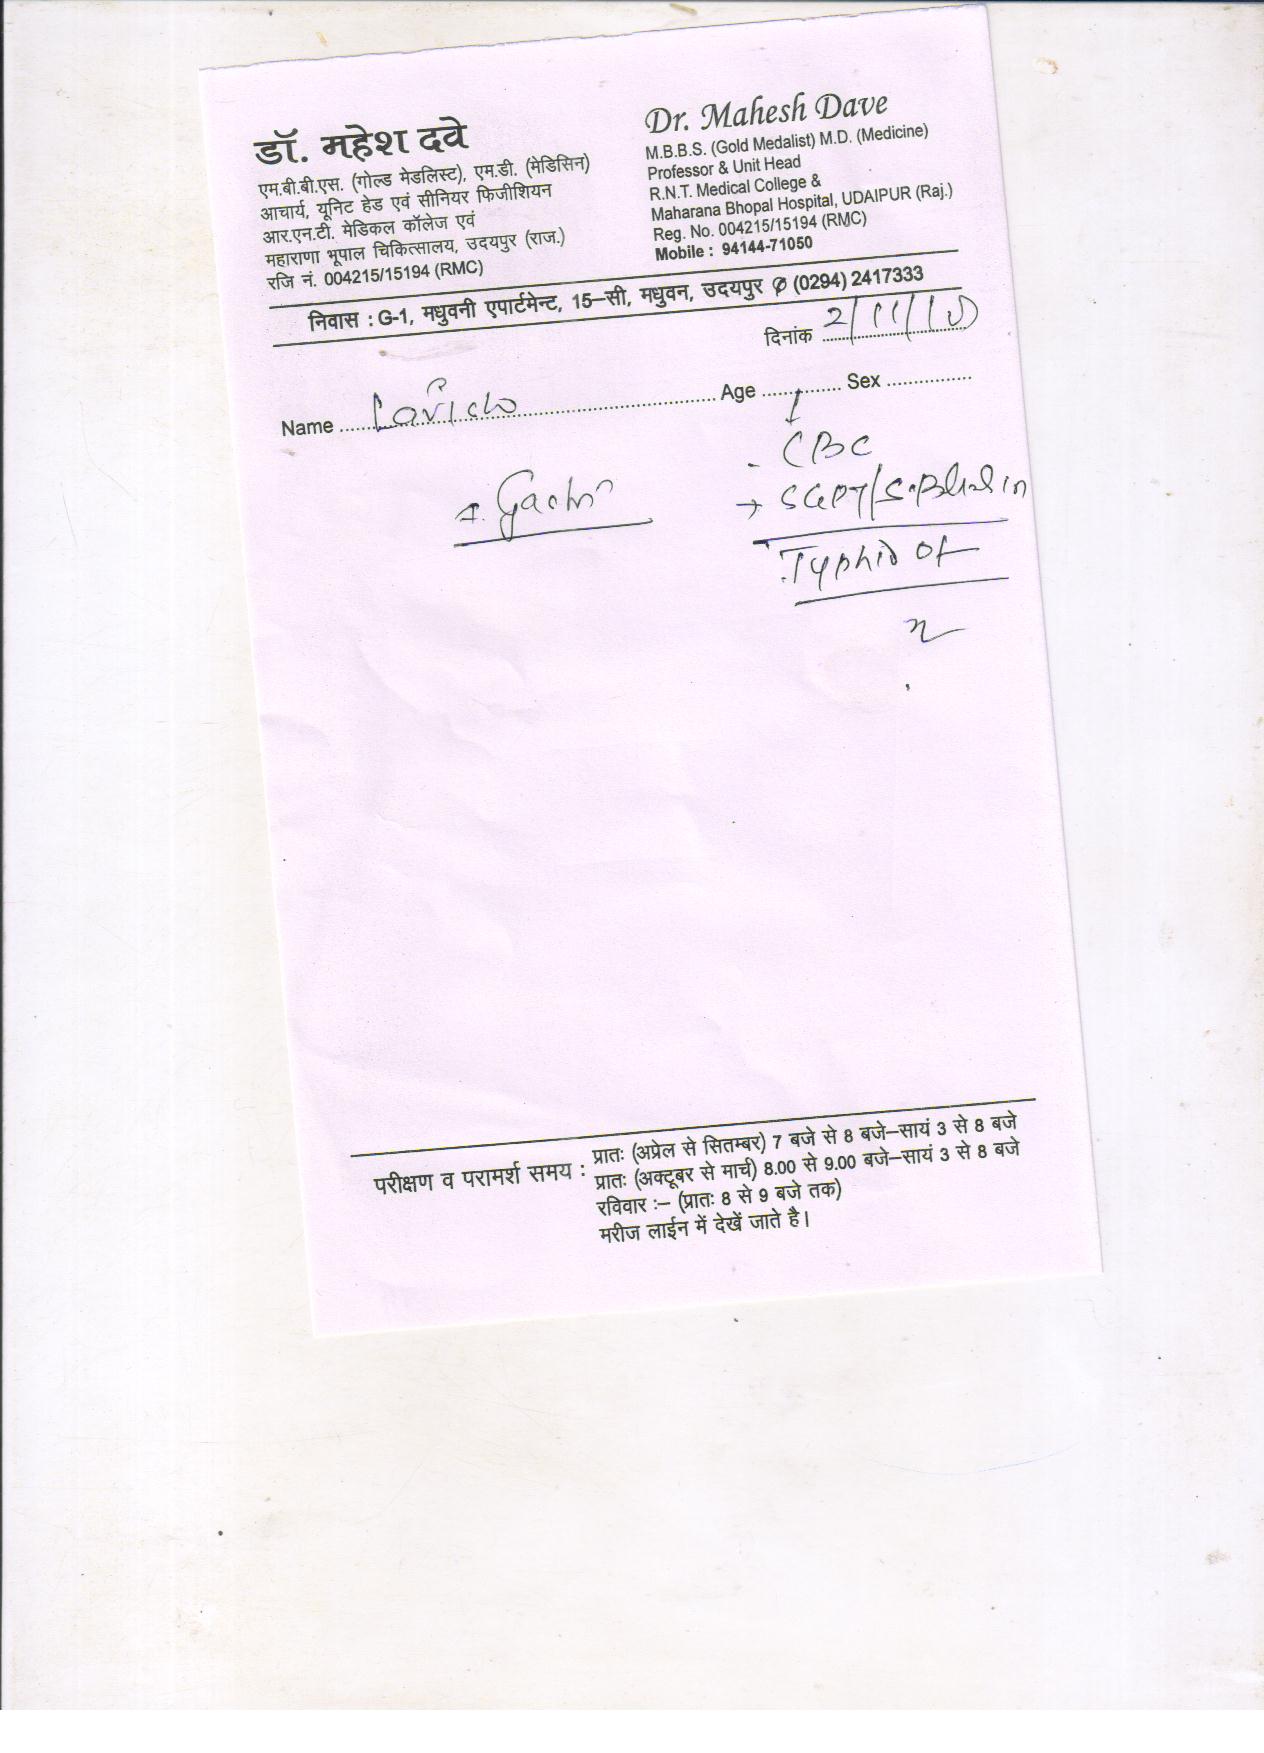 डॉ. महेश दवे
एम.बी.बी.एस. (गोल्ड मेडलिस्ट), एम.डी. (मेडिसिन)
आचार्य, यूनिट हेड एवं सीनियर फिजीशियन
आर.एन.टी. मेडिकल कॉलेज एवं
महाराणा भूपाल चिकित्सालय, उदयपुर (राज.)
रजि नं. 004215/15194 (RMC)
Dr. Mahesh Dave
M.B.B.S. (Gold Medalist) M.D. (Medicine)
Professor & Unit Head
R.N.T. Medical College &
Maharana Bhopal Hospital, UDAIPUR (Raj.)
Reg. No. 004215/15194 (RMC)
Mobile : 94144-71050
निवास : G-1, मधुवनी एपार्टमेन्ट, 15–सी, मधुवन, उदयपुर ✆ (0294) 2417333
दिनांक 2/11/10
Name Age Sex
CBC
→ SGPT/S.
Typhid
परीक्षण व परामर्श समय : प्रातः (अप्रेल से सितम्बर) 7 बजे से 8 बजे–सायं 3 से 8 बजे
प्रातः (अक्टूबर से मार्च) 8.00 से 9.00 बजे–सायं 3 से 8 बजे
रविवार :– (प्रातः 8 से 9 बजे तक)
मरीज लाईन में देखें जाते है।